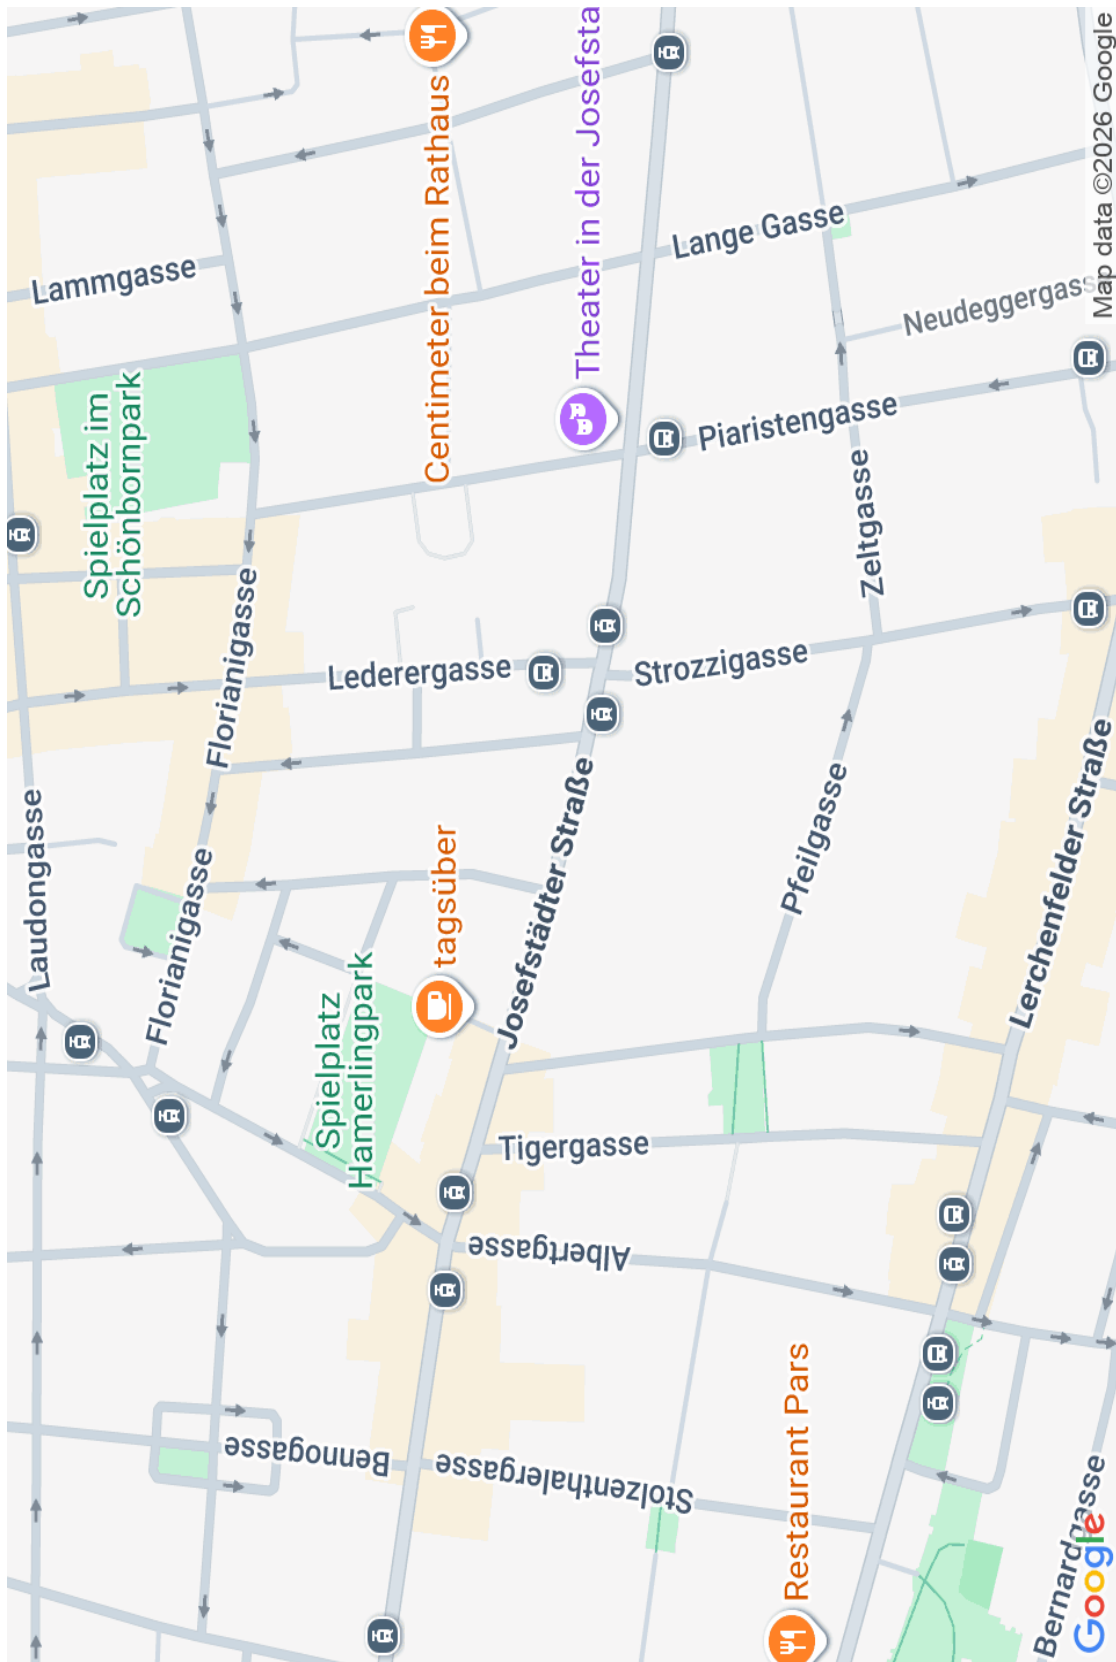 Laudongasse
Florianigasse
Florianigasse
Spielplatz im
Schönbornpark
Lammgasse
Lederergasse
Bennogasse
Spielplatz
Hamerlingpark
tagsüber
Centimeter beim Rathaus
Josefstädter Straße
Theater in der Josefsta
Tigergasse
Albertgasse
Stolzenthalergasse
Strozzigasse
Piaristengasse
Lange Gasse
Pfeilgasse
Zeltgasse
Neudeggergass
Restaurant Pars
Lerchenfelder Straße
Bernardgasse
Google
Map data ©2026 Google